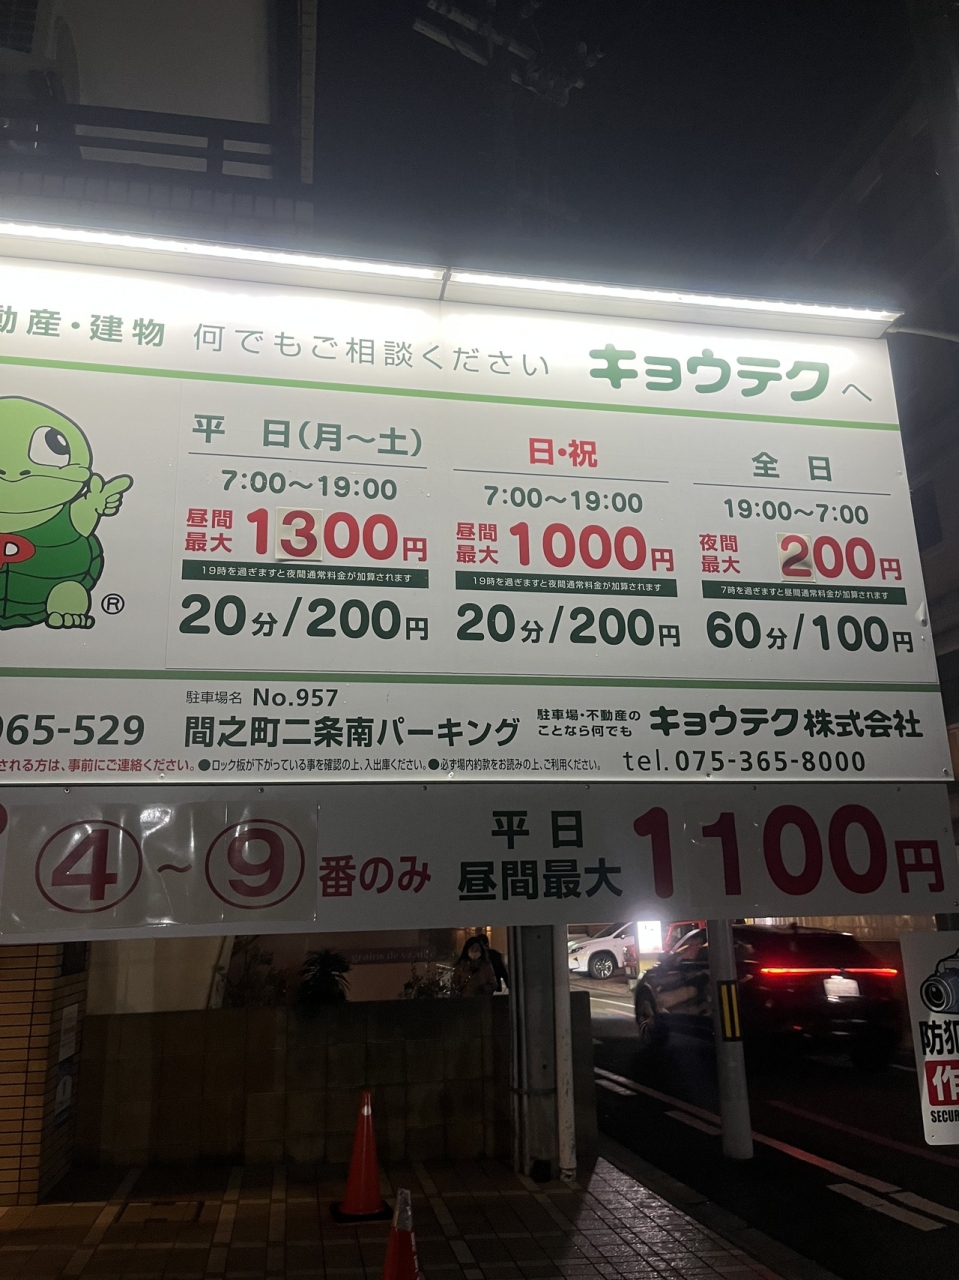 動産・建物 何でもご相談ください キョウテクへ
平 日(月〜土)
7:00〜19:00
昼間最大 1300円
19時を過ぎますと夜間通常料金が加算されます
20分/200円
日・祝
7:00〜19:00
昼間最大 1000円
19時を過ぎますと夜間通常料金が加算されます
20分/200円
全 日
19:00〜7:00
夜間最大 200円
7時を過ぎますと昼間通常料金が加算されます
60分/100円
P
®
駐車場名 No.957
65-529 間之町二条南パーキング
駐車場・不動産の
ことなら何でも
キョウテク株式会社
tel.075-365-8000
される方は、事前にご連絡ください。●ロック板が下がっている事を確認の上、入出庫ください。●必ず場内約款をお読みの上、ご利用ください。
④〜⑨番のみ 平日
昼間最大 1100円
防犯
作
SECUR